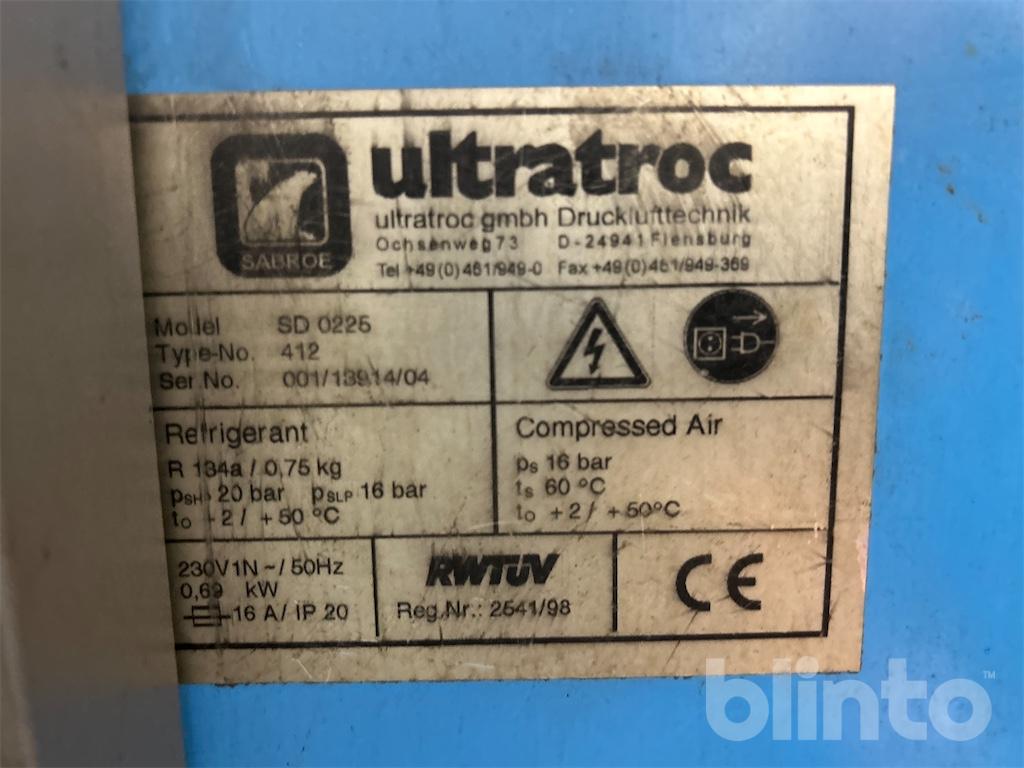 ultratroc
ultratroc gmbh Drucklufttechnik
SABROE
Ochsenweg 73 D-24941 Flensburg
Tel +49(0)461/949-0 Fax +49(0)461/949-369
Model SD 0225
Type-No. 412
Ser.No. 001/13914/04
Refrigerant
R 134a / 0,75 kg
pSHP 20 bar pSLP 16 bar
to +2 / +50 °C
Compressed Air
ps 16 bar
ts 60 °C
to +2 / +50°C
230V1N ~ / 50Hz
0,69 kW
16 A / IP 20
RWTÜV
Reg.Nr.: 2541/98
CE
blinto™